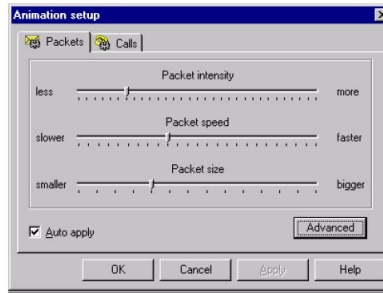 Animation setup
Packets Calls
Packet intensity
less more
Packet speed
slower faster
Packet size
smaller bigger
Auto apply Advanced
OK Cancel Apply Help